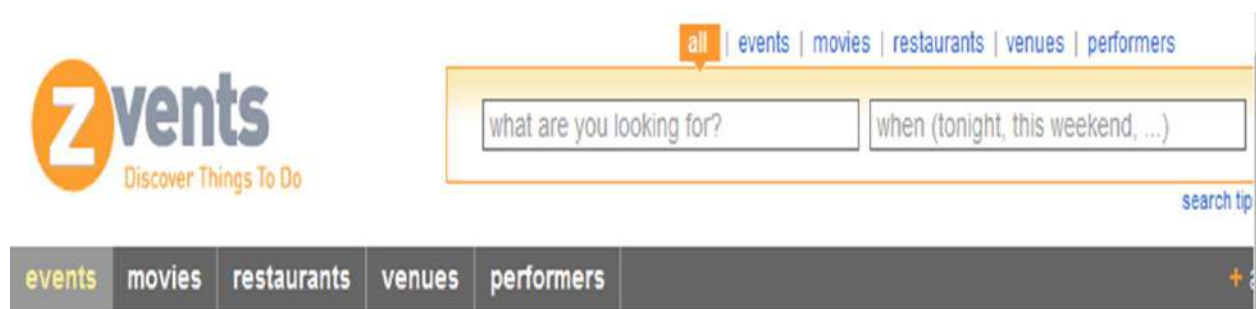 all | events | movies | restaurants | venues | performers
zvents
Discover Things To Do
what are you looking for? when (tonight, this weekend, ...)
search tip
events movies restaurants venues performers +